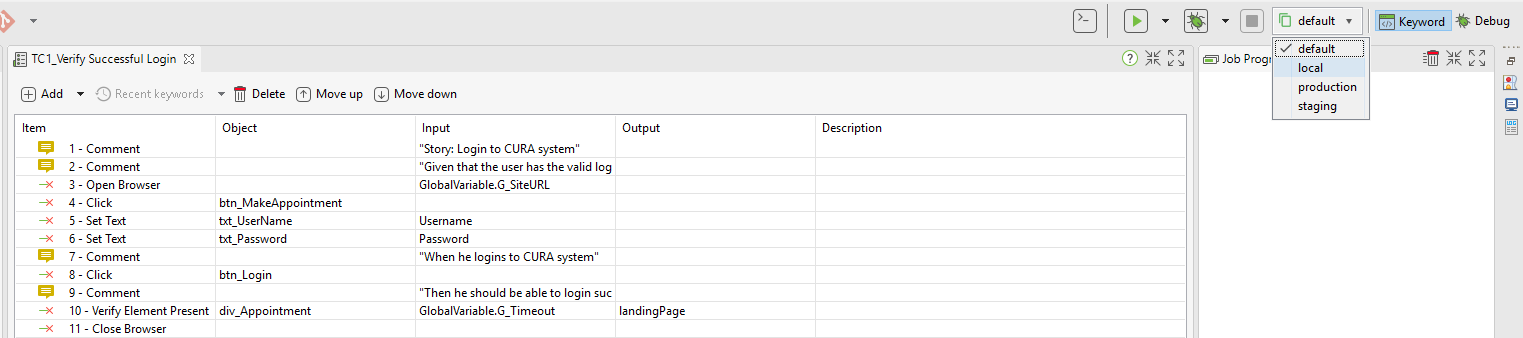 default
Keyword
Debug
TC1_Verify Successful Login
?
Job Progr
default
local
production
staging
Add
Recent keywords
Delete
Move up
Move down
Item Object Input Output Description
1 - Comment "Story: Login to CURA system"
2 - Comment "Given that the user has the valid log
3 - Open Browser GlobalVariable.G_SiteURL
4 - Click btn_MakeAppointment
5 - Set Text txt_UserName Username
6 - Set Text txt_Password Password
7 - Comment "When he logins to CURA system"
8 - Click btn_Login
9 - Comment "Then he should be able to login suc
10 - Verify Element Present div_Appointment GlobalVariable.G_Timeout landingPage
11 - Close Browser